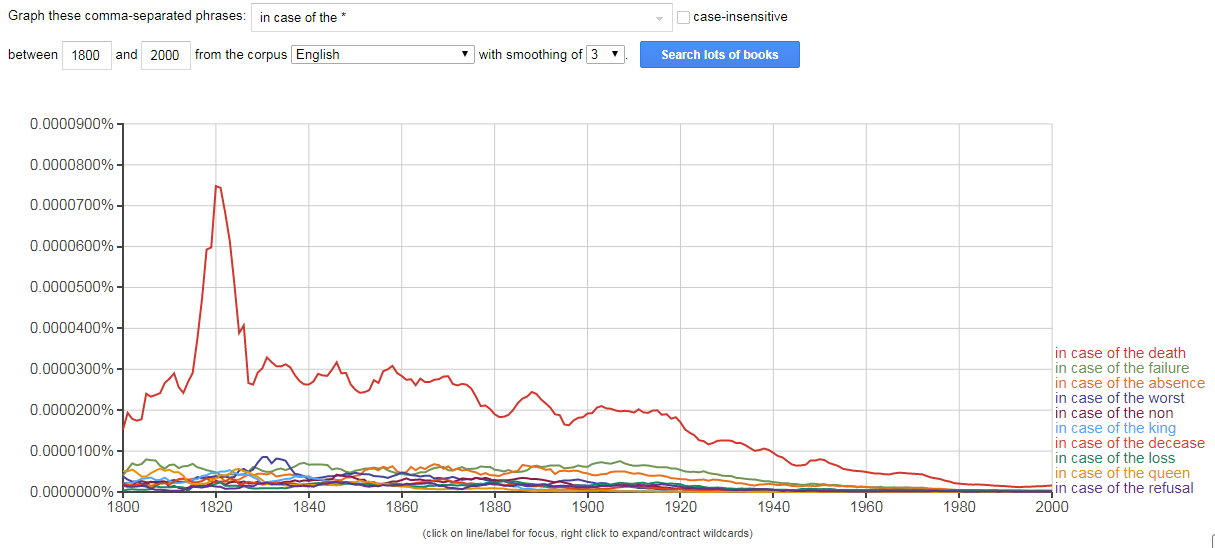 Graph these comma-separated phrases: in case of the * case-insensitive
between 1800 and 2000 from the corpus English with smoothing of 3 . Search lots of books
0.0000900%
0.0000800%
0.0000700%
0.0000600%
0.0000500%
0.0000400%
0.0000300%
0.0000200%
0.0000100%
0.0000000%
1800 1820 1840 1860 1880 1900 1920 1940 1960 1980 2000
in case of the death
in case of the failure
in case of the absence
in case of the worst
in case of the non
in case of the king
in case of the decease
in case of the loss
in case of the queen
in case of the refusal
(click on line/label for focus, right click to expand/contract wildcards)